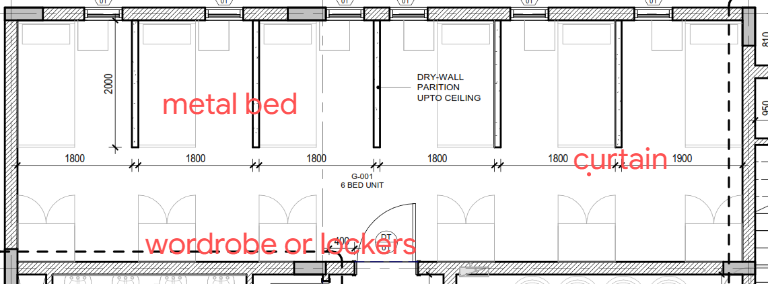 2000
DRY-WALL
PARITION
UPTO CEILING
metal bed
810
950
1800
1800
1800
1800
1800
1900
curtain
G-001
6 BED UNIT
wordrobe or lockers
400
DT